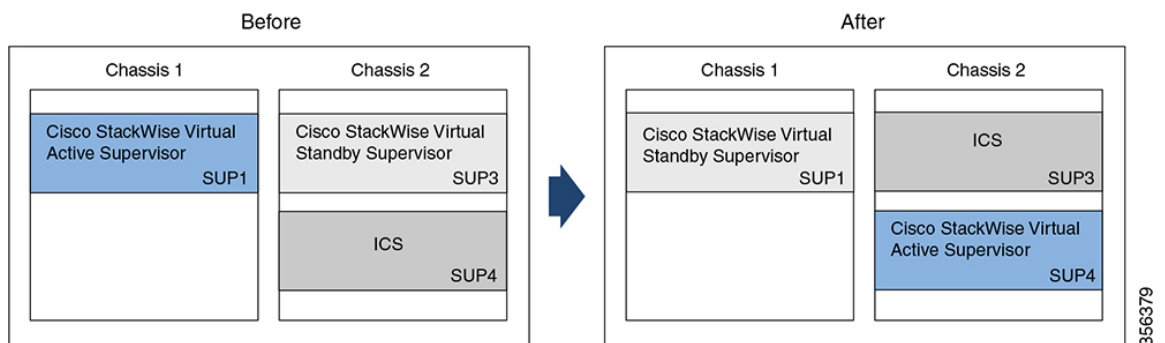 Before
Chassis 1
Chassis 2
Cisco StackWise Virtual
Active Supervisor
SUP1
Cisco StackWise Virtual
Standby Supervisor
SUP3
ICS
SUP4
After
Chassis 1
Chassis 2
Cisco StackWise Virtual
Standby Supervisor
SUP1
ICS
SUP3
Cisco StackWise Virtual
Active Supervisor
SUP4
356379